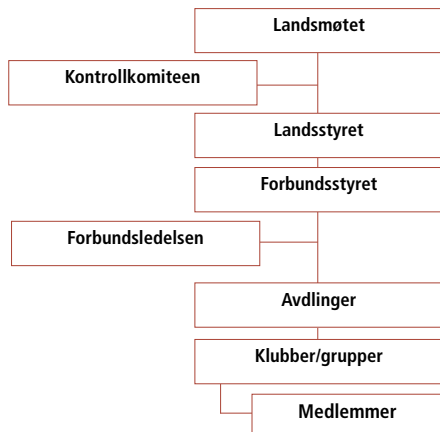 Landsmøtet
Kontrollkomiteen
Landsstyret
Forbundsstyret
Forbundsledelsen
Avdlinger
Klubber/grupper
Medlemmer